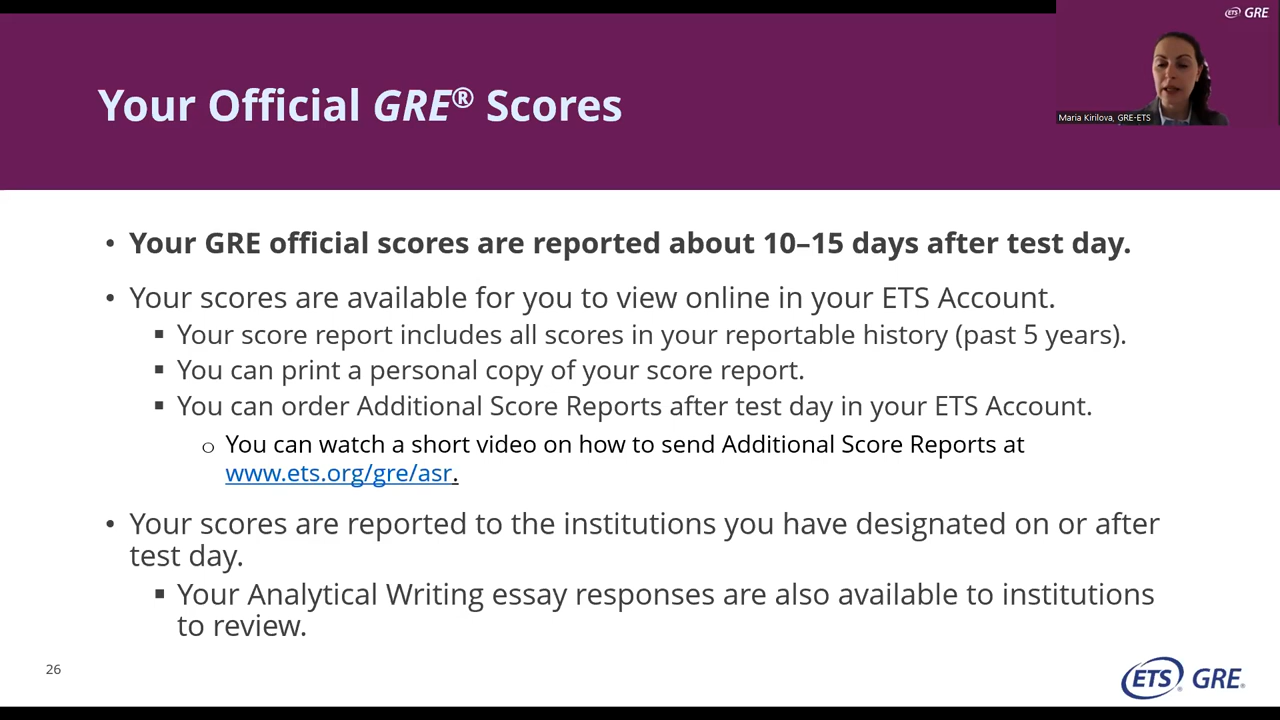 ETS GRE
Your Official GRE® Scores
Maria Kirilova, GRE-ETS
• Your GRE official scores are reported about 10–15 days after test day.
• Your scores are available for you to view online in your ETS Account.
▪ Your score report includes all scores in your reportable history (past 5 years).
▪ You can print a personal copy of your score report.
▪ You can order Additional Score Reports after test day in your ETS Account.
o You can watch a short video on how to send Additional Score Reports at
www.ets.org/gre/asr.
• Your scores are reported to the institutions you have designated on or after
test day.
▪ Your Analytical Writing essay responses are also available to institutions
to review.
26
ETS® GRE®